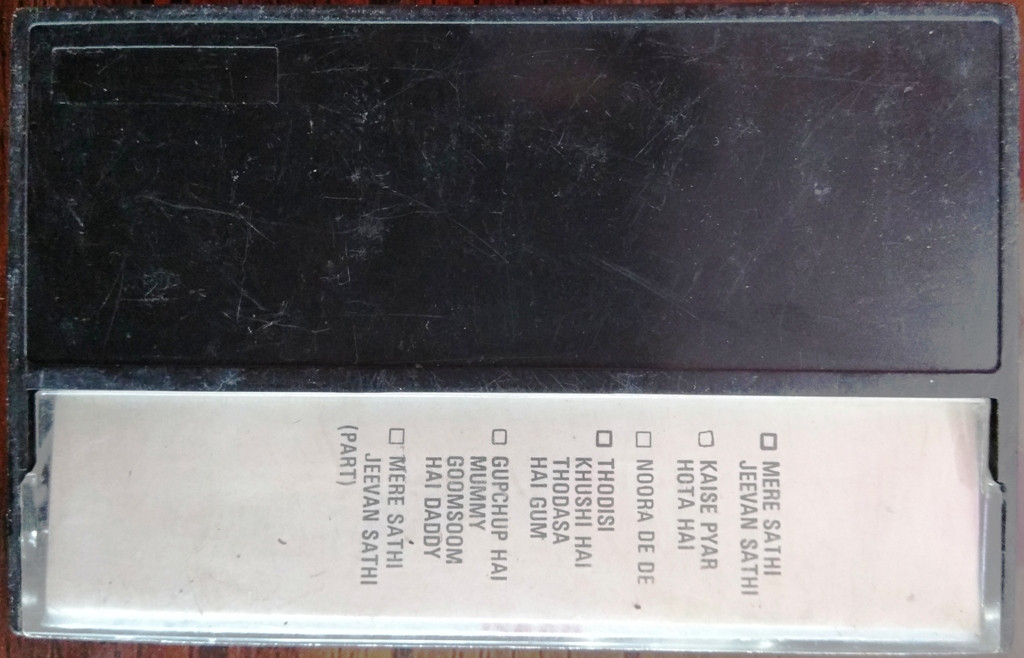 ☐ MERE SATHI
JEEVAN SATHI
☐ KAISE PYAR
HOTA HAI
☐ NOORA DE DE
☐ THODISI
KHUSHI HAI
THODASA
HAI GUM
☐ GUPCHUP HAI
MUMMY
GOOMSOOM
HAI DADDY
☐ MERE SATHI
JEEVAN SATHI
(PART)